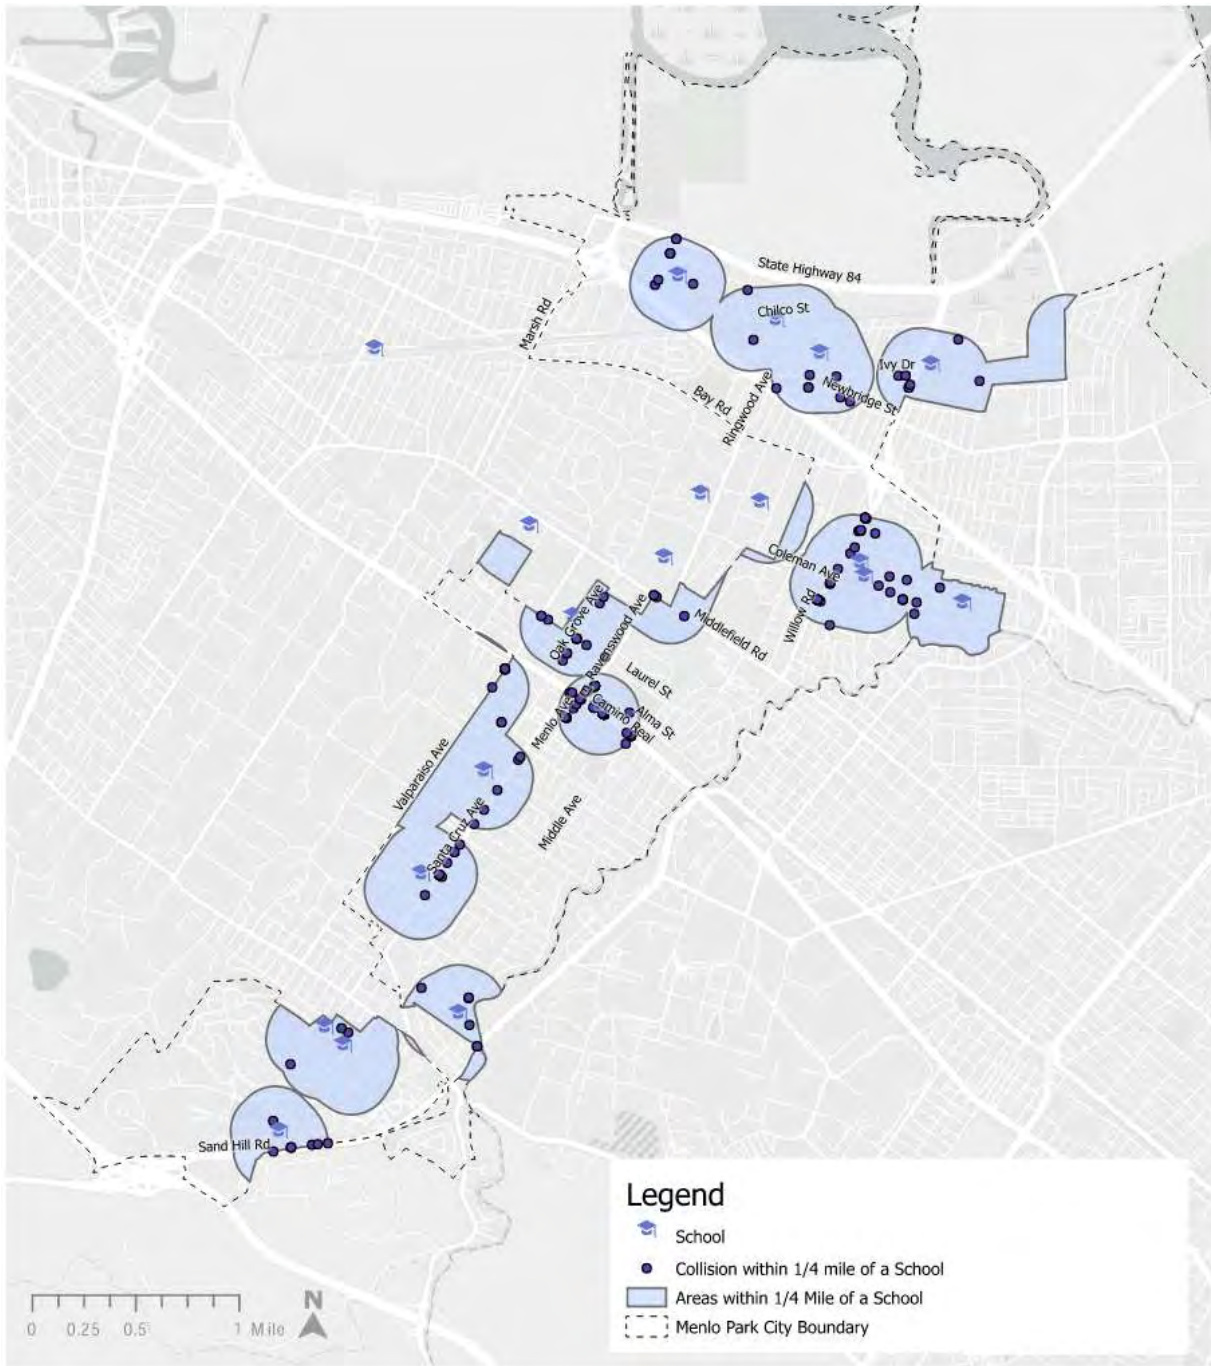 State Highway 84
Chilco St
Marsh Rd
Ivy Dr
Newbridge St
Bay Rd
Ringwood Ave
Coleman Ave
Willow Rd
Oak Grove Ave
Ravenswood Ave
Middlefield Rd
Laurel St
Menlo Ave
Camino Real
Alma St
Valparaiso Ave
Middle Ave
Santa Cruz Ave
Sand Hill Rd
Legend
School
Collision within 1/4 mile of a School
Areas within 1/4 Mile of a School
Menlo Park City Boundary
N
0 0.25 0.5 1 Mile